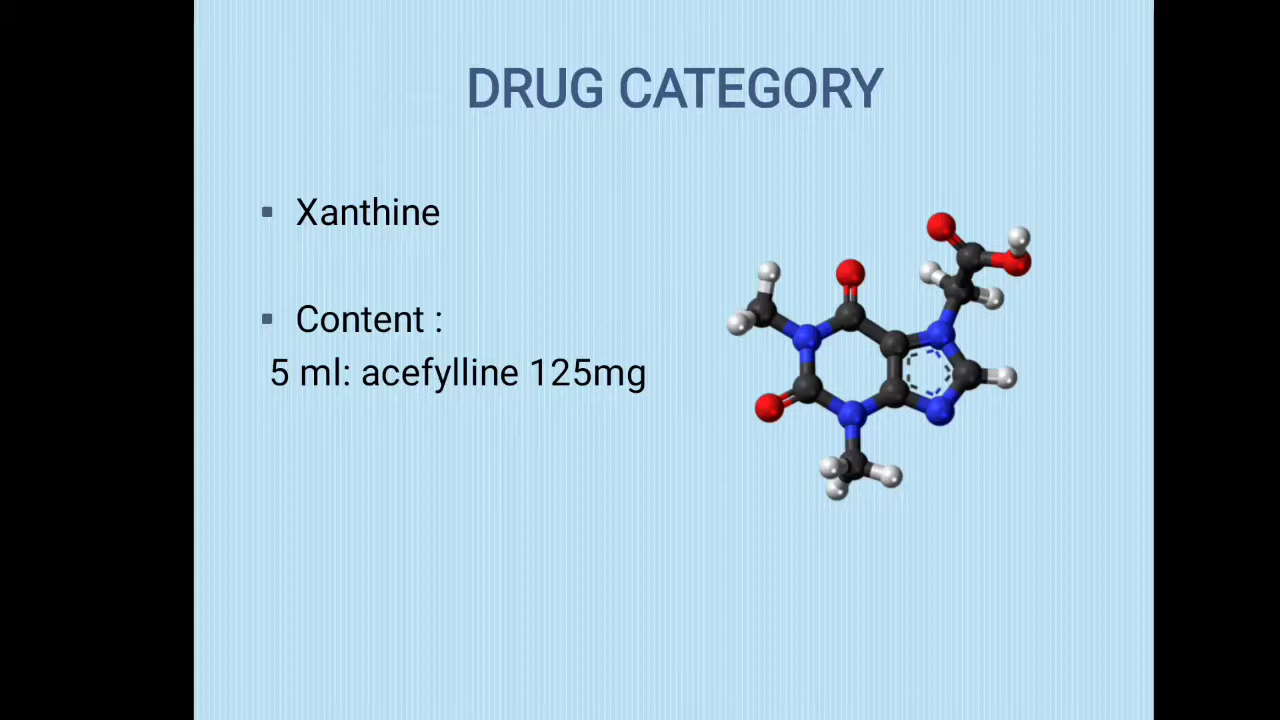 DRUG CATEGORY
▪ Xanthine
▪ Content :
5 ml: acefylline 125mg